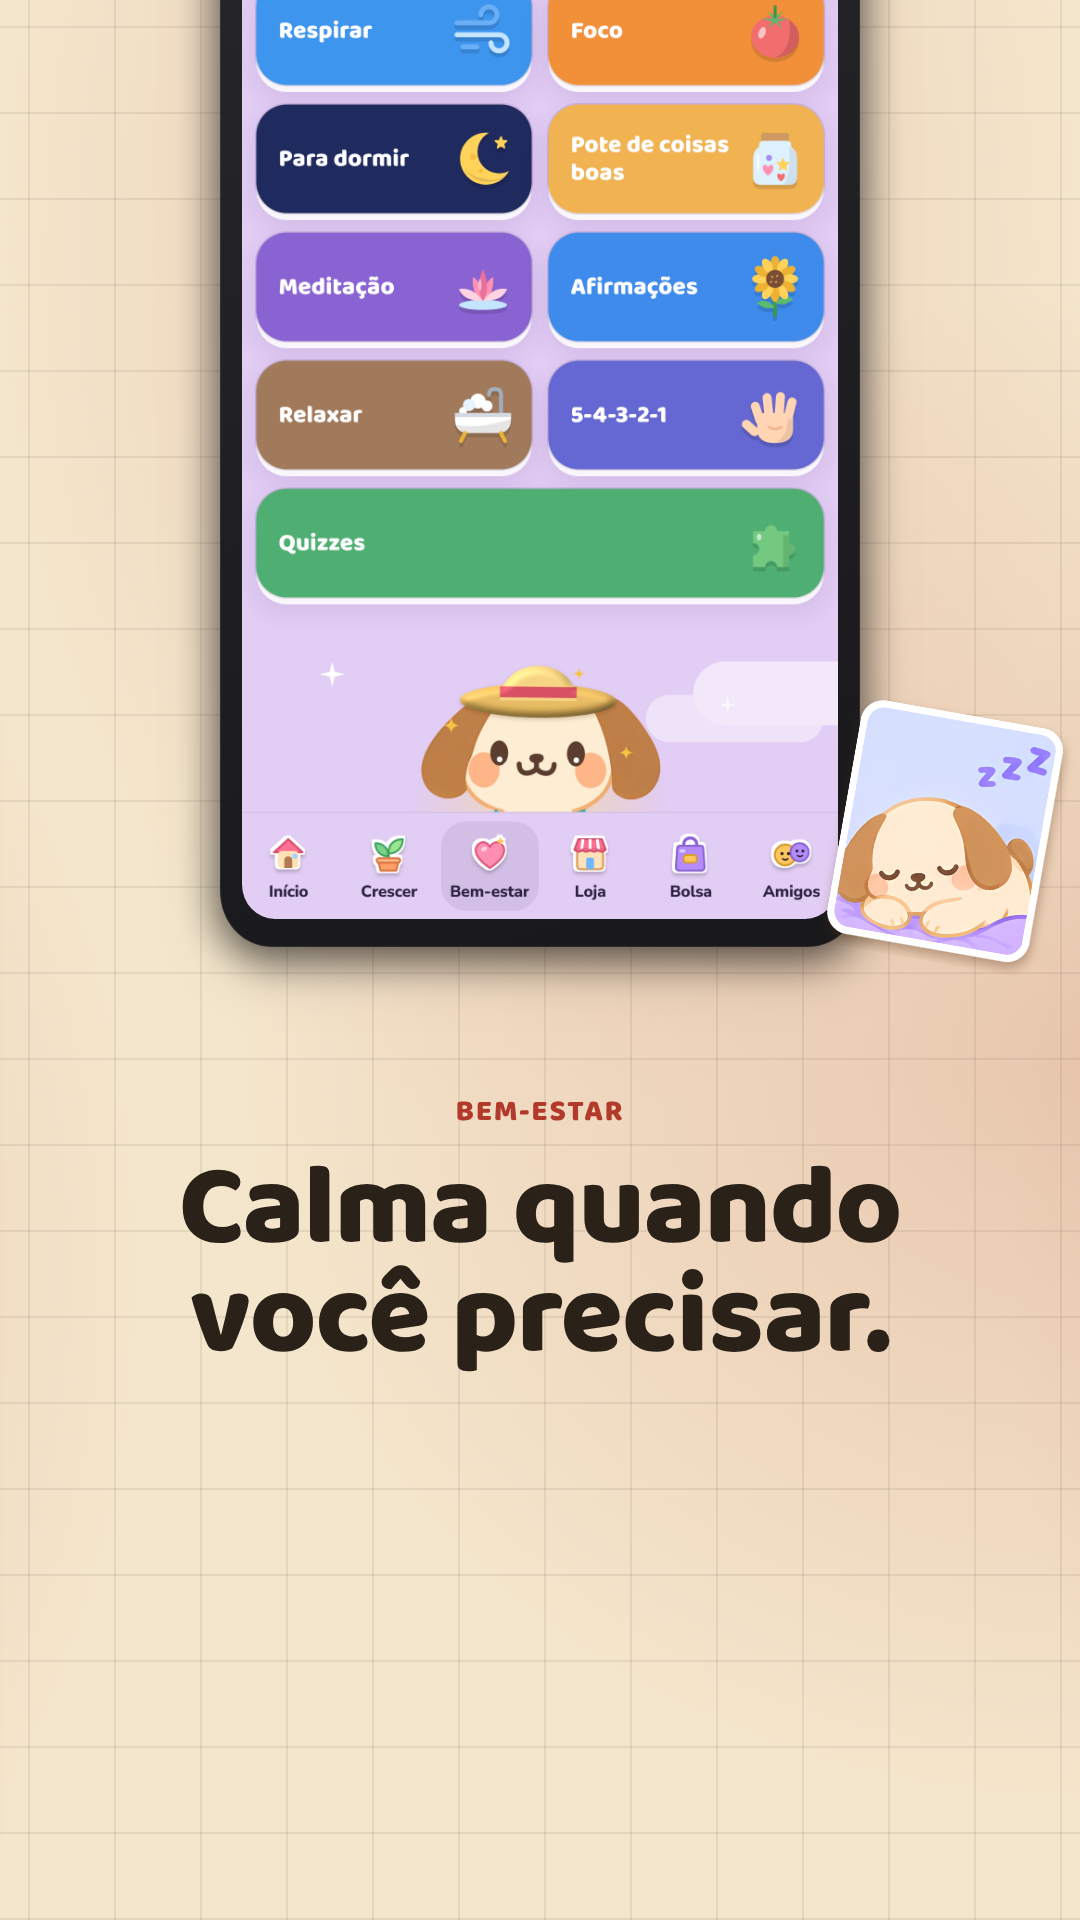 Respirar
Foco
Para dormir
Pote de coisas
boas
Meditação
Afirmações
Relaxar
5-4-3-2-1
Quizzes
z z z
Início
Crescer
Bem-estar
Loja
Bolsa
Amigos
BEM-ESTAR
Calma quando
você precisar.